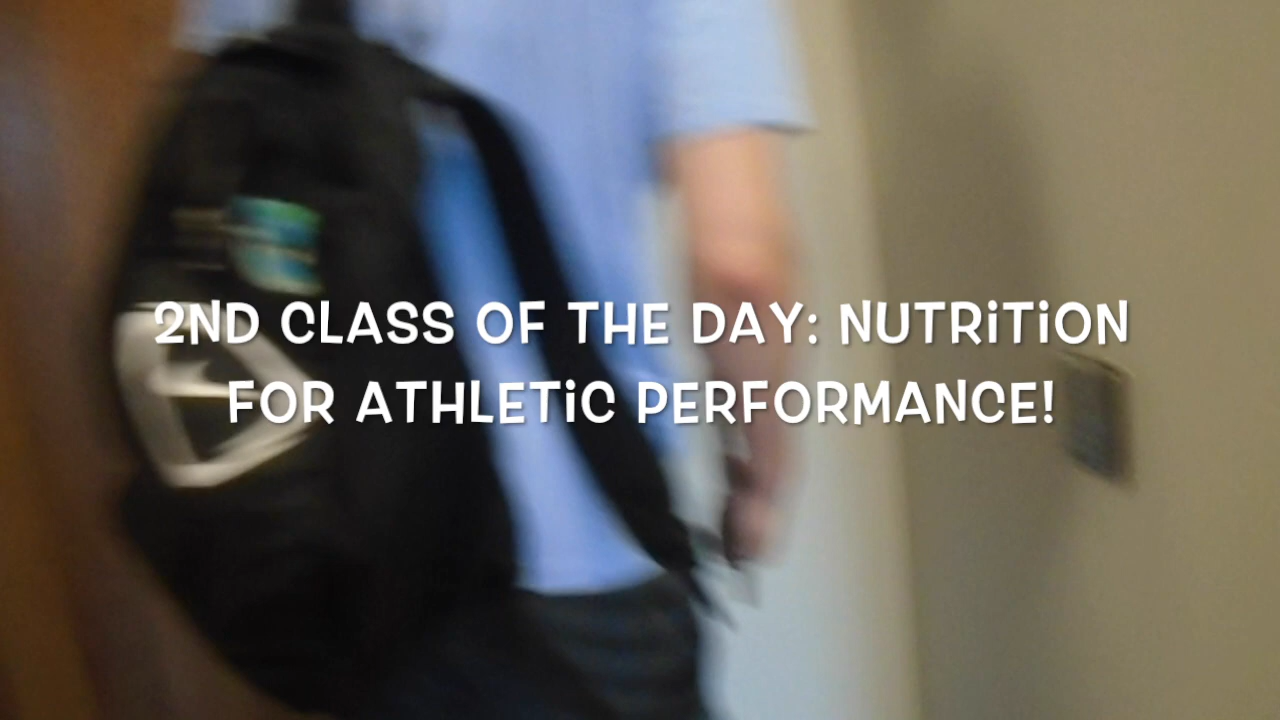 2ND CLASS OF THE DAY: NUTRiTiON
FOR ATHLETiC PERFORMANCE!